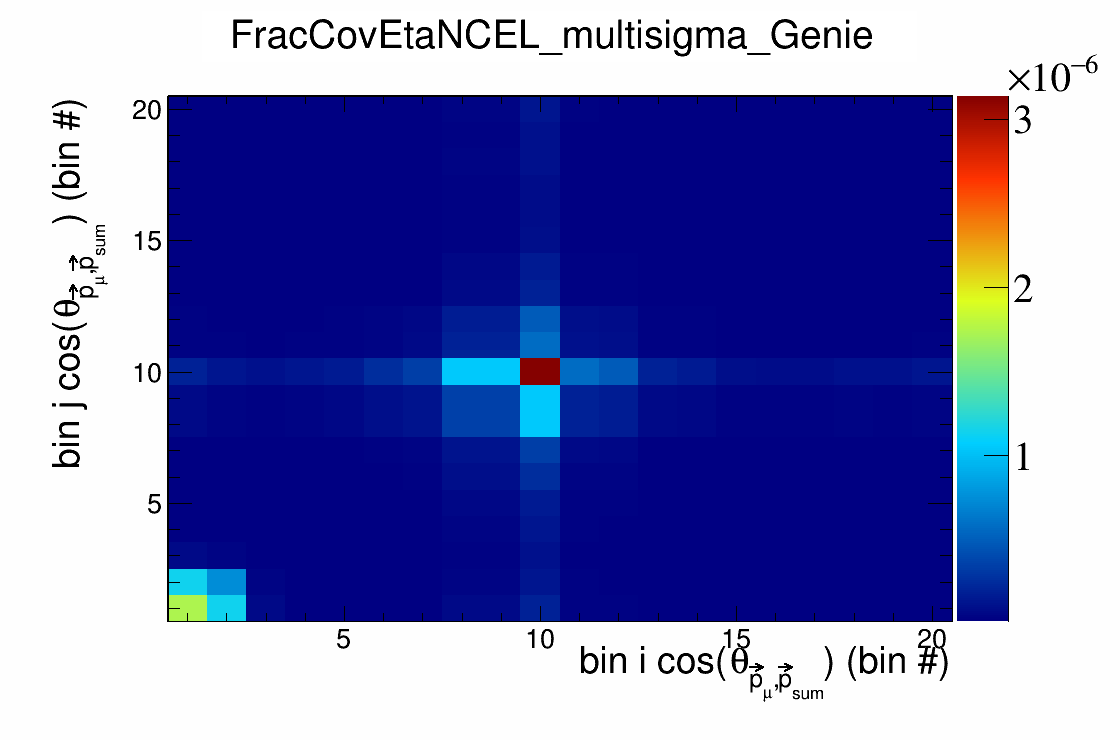 FracCovEtaNCEL_multisigma_Genie
×10⁻⁶
3
2
1
bin j cos(θ_{p⃗_μ,p⃗_sum}) (bin #)
20
15
10
5
5 10 15 20
bin i cos(θ_{p⃗_μ,p⃗_sum}) (bin #)